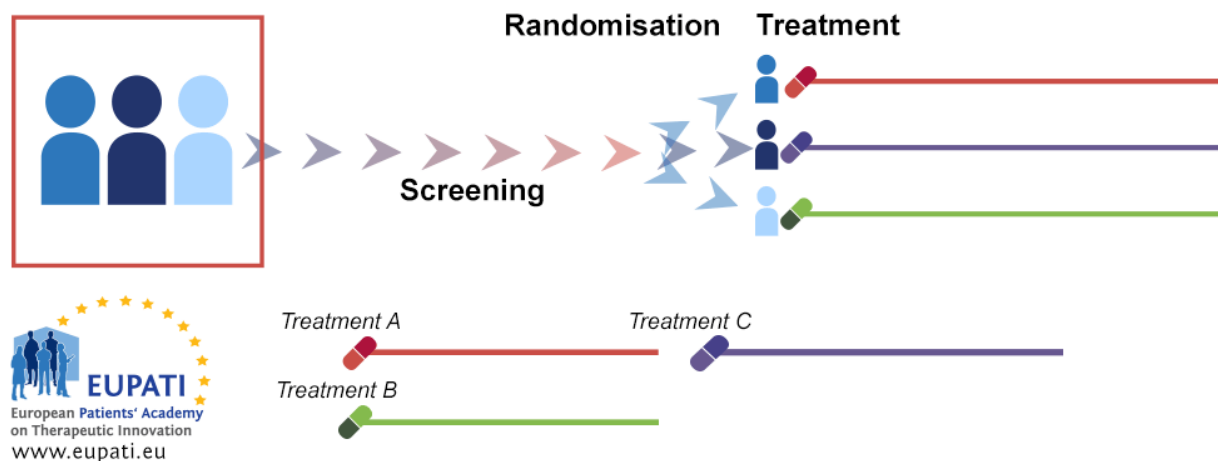 Randomisation Treatment
Screening
Treatment A
Treatment C
Treatment B
EUPATI
European Patients' Academy
on Therapeutic Innovation
www.eupati.eu